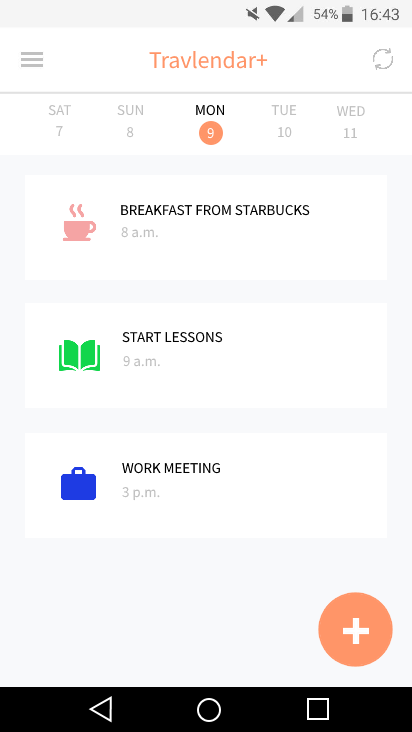 54% 16:43
Travlendar+
SAT SUN MON TUE WED
7 8 9 10 11
BREAKFAST FROM STARBUCKS
8 a.m.
START LESSONS
9 a.m.
WORK MEETING
3 p.m.